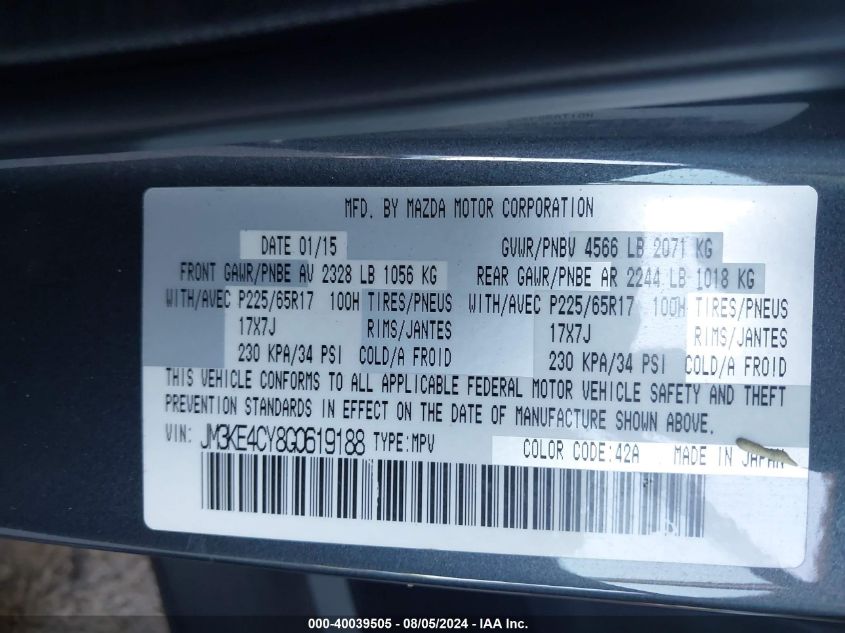 MFD. BY MAZDA MOTOR CORPORATION
DATE 01/15 GVWR/PNBV 4566 LB 2071 KG
FRONT GAWR/PNBE AV 2328 LB 1056 KG REAR GAWR/PNBE AR 2244 LB 1018 KG
WITH/AVEC P225/65R17 100H TIRES/PNEUS WITH/AVEC P225/65R17 100H TIRES/PNEUS
17X7J RIMS/JANTES 17X7J RIMS/JANTES
230 KPA/34 PSI COLD/A FROID 230 KPA/34 PSI COLD/A FROID
THIS VEHICLE CONFORMS TO ALL APPLICABLE FEDERAL MOTOR VEHICLE SAFETY AND THEFT
PREVENTION STANDARDS IN EFFECT ON THE DATE OF MANUFACTURE SHOWN ABOVE.
VIN: JM3KE4CY8G0619188 TYPE:MPV COLOR CODE:42A MADE IN JAPAN
000-40039505 - 08/05/2024 - IAA Inc.